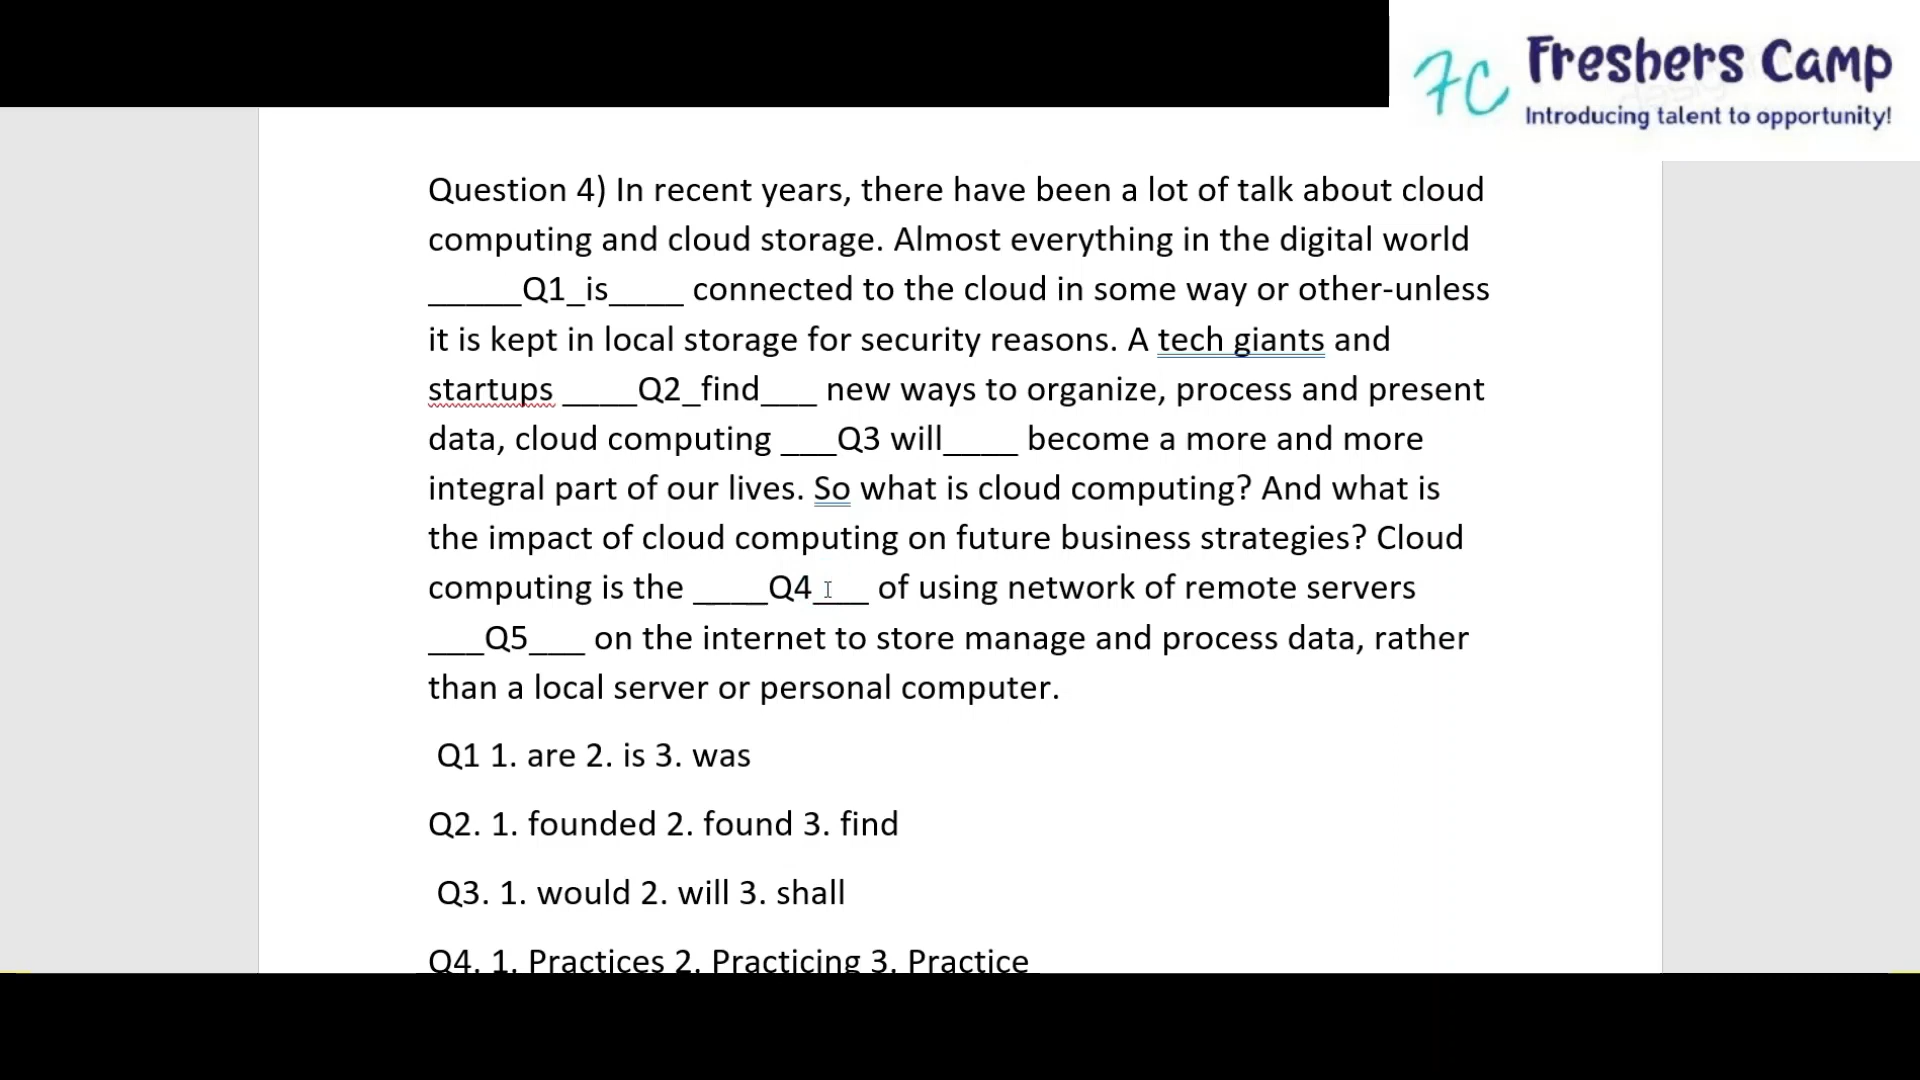 FC Freshers Camp
Introducing talent to opportunity!
Question 4) In recent years, there have been a lot of talk about cloud
computing and cloud storage. Almost everything in the digital world
_____Q1_is____ connected to the cloud in some way or other-unless
it is kept in local storage for security reasons. A tech giants and
startups ____Q2_find___ new ways to organize, process and present
data, cloud computing ___Q3 will____ become a more and more
integral part of our lives. So what is cloud computing? And what is
the impact of cloud computing on future business strategies? Cloud
computing is the ____Q4___ of using network of remote servers
___Q5___ on the internet to store manage and process data, rather
than a local server or personal computer.
Q1 1. are 2. is 3. was
Q2. 1. founded 2. found 3. find
Q3. 1. would 2. will 3. shall
Q4. 1. Practices 2. Practicing 3. Practice